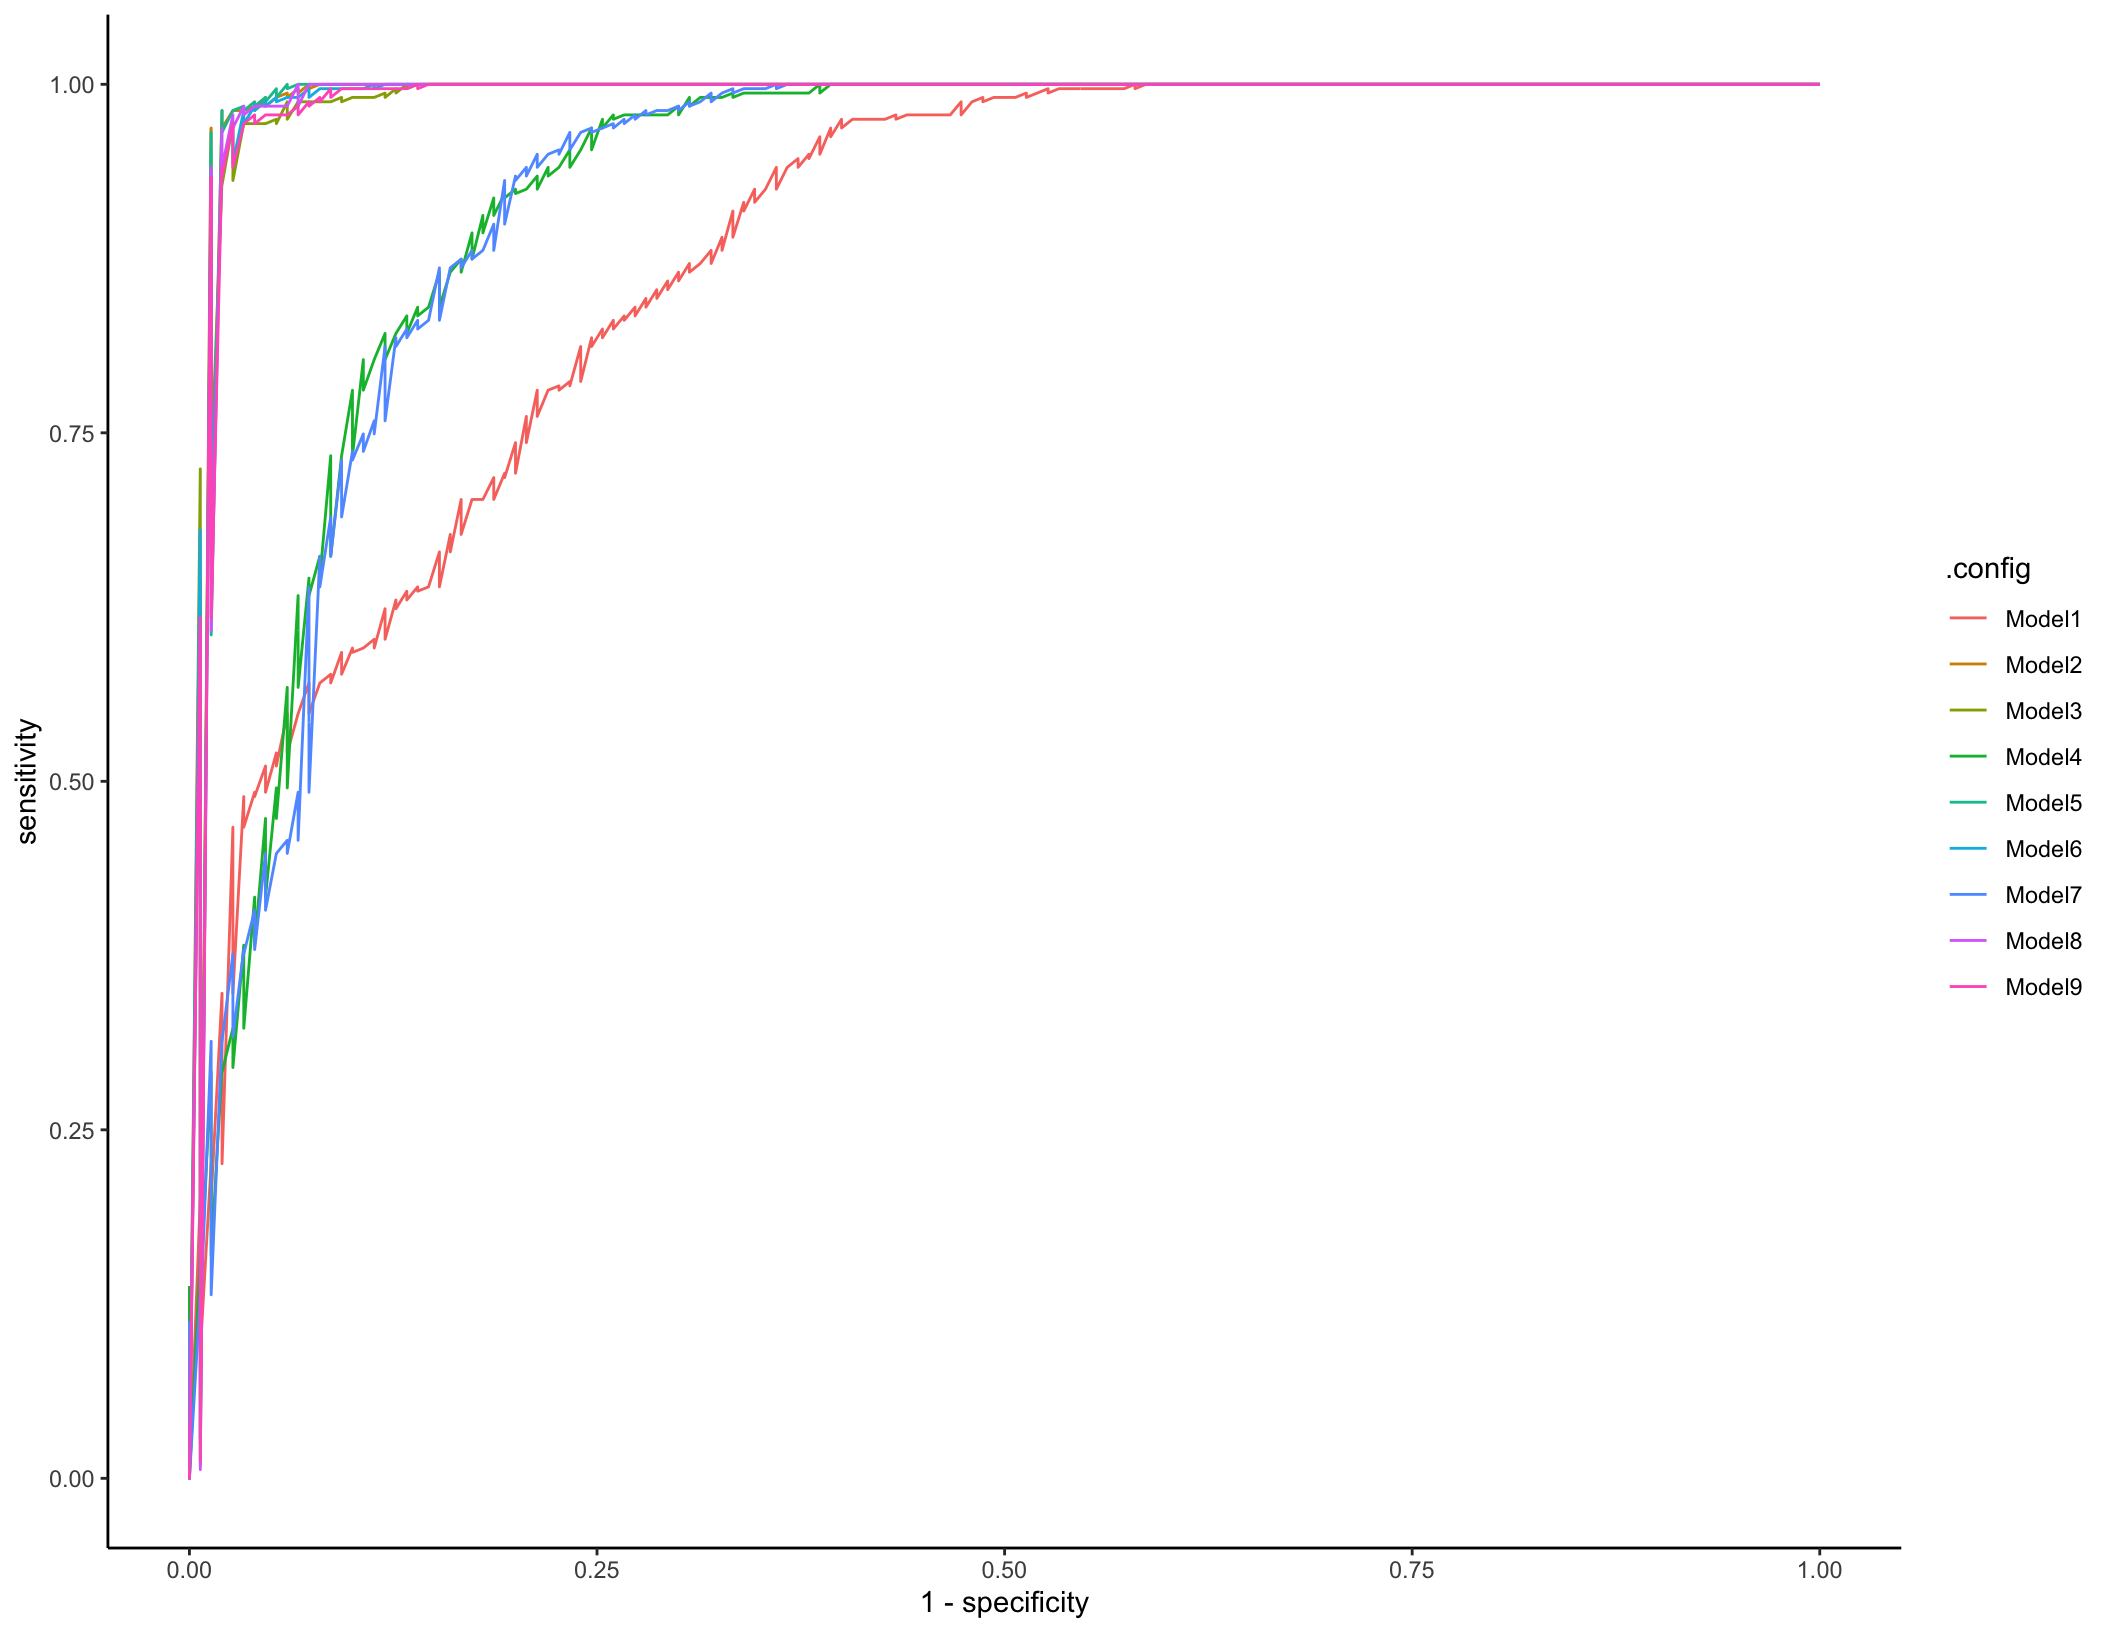 1.00
0.75
0.50
0.25
0.00
sensitivity
0.00 0.25 0.50 0.75 1.00
1 - specificity
.config
Model1
Model2
Model3
Model4
Model5
Model6
Model7
Model8
Model9